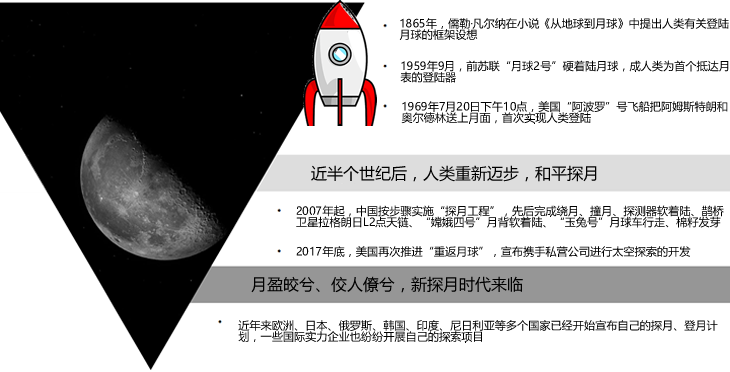 • 1865年，儒勒·凡尔纳在小说《从地球到月球》中提出人类有关登陆
月球的框架设想
• 1959年9月，前苏联“月球2号”硬着陆月球，成人类为首个抵达月
表的登陆器
• 1969年7月20日下午10点，美国“阿波罗”号飞船把阿姆斯特朗和
奥尔德林送上月面，首次实现人类登陆
近半个世纪后，人类重新迈步，和平探月
• 2007年起，中国按步骤实施“探月工程”，先后完成绕月、撞月、探测器软着陆、鹊桥
卫星拉格朗日L2点天链、“嫦娥四号”月背软着陆、“玉兔号”月球车行走、棉籽发芽
• 2017年底，美国再次推进“重返月球”，宣布携手私营公司进行太空探索的开发
月盈皎兮、佼人僚兮，新探月时代来临
• 近年来欧洲、日本、俄罗斯、韩国、印度、尼日利亚等多个国家已经开始宣布自己的探月、登月计
划，一些国际实力企业也纷纷开展自己的探索项目